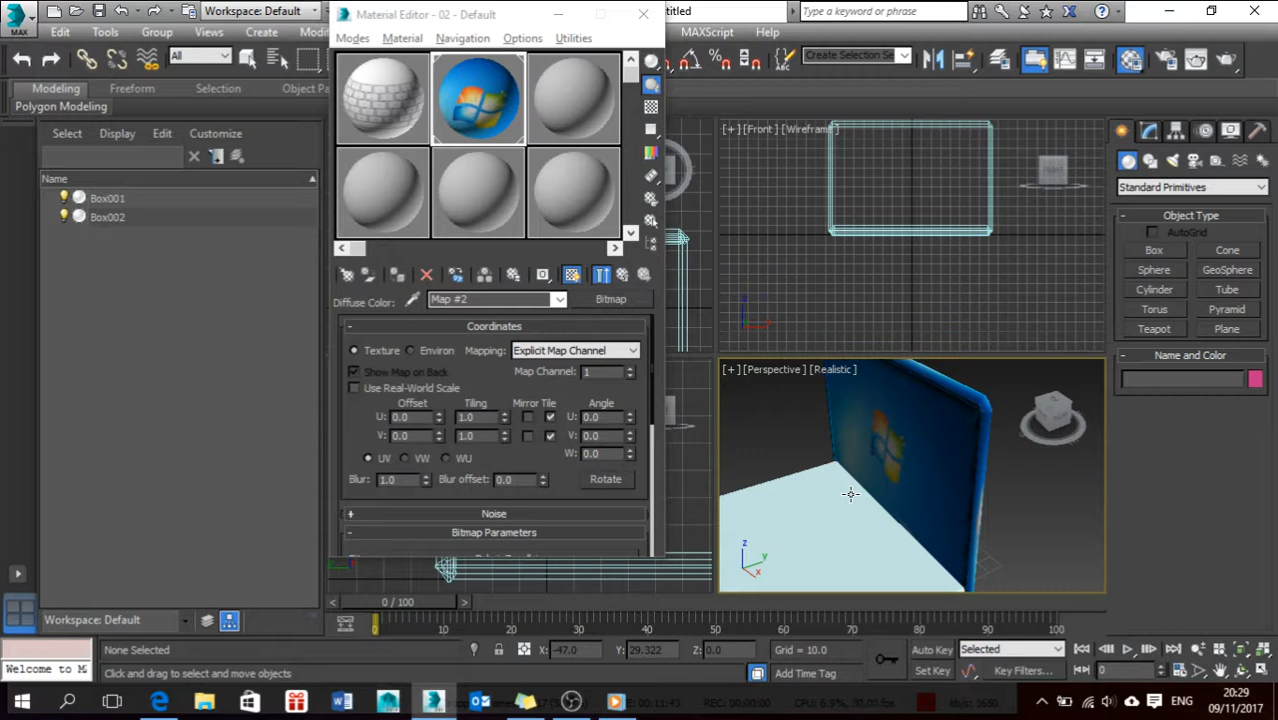 MAX
Workspace: Default
Material Editor - 02 - Default
ntitled
Type a keyword or phrase
Edit
Tools
Group
Views
Create
Modes
Material
Navigation
Options
Utilities
MAXScript
Help
All
Create Selection Se
Modeling
Freeform
Selection
Object Pa
Polygon Modeling
Select
Display
Edit
Customize
Name
Box001
Box002
Diffuse Color:
Map #2
Bitmap
Coordinates
Texture
Environ
Mapping:
Explicit Map Channel
Show Map on Back
Map Channel:
1
Use Real-World Scale
Offset
Tiling
Mirror Tile
Angle
U:
0.0
1.0
U:
0.0
V:
0.0
1.0
V:
0.0
UV
VW
WU
W:
0.0
Blur:
1.0
Blur offset:
0.0
Rotate
Noise
Bitmap Parameters
[+] [Front] [Wireframe]
FRONT
[+] [Perspective] [Realistic]
z
y
x
Standard Primitives
Object Type
AutoGrid
Box
Cone
Sphere
GeoSphere
Cylinder
Tube
Torus
Pyramid
Teapot
Plane
Name and Color
Workspace: Default
0 / 100
0
10
20
30
40
50
60
70
80
90
100
None Selected
X:
-47.0
Y:
29.322
Z:
0.0
Grid = 10.0
Auto Key
Selected
Welcome to M
Click and drag to select and move objects
Add Time Tag
Set Key
Key Filters...
0
ENG
20:29
09/11/2017